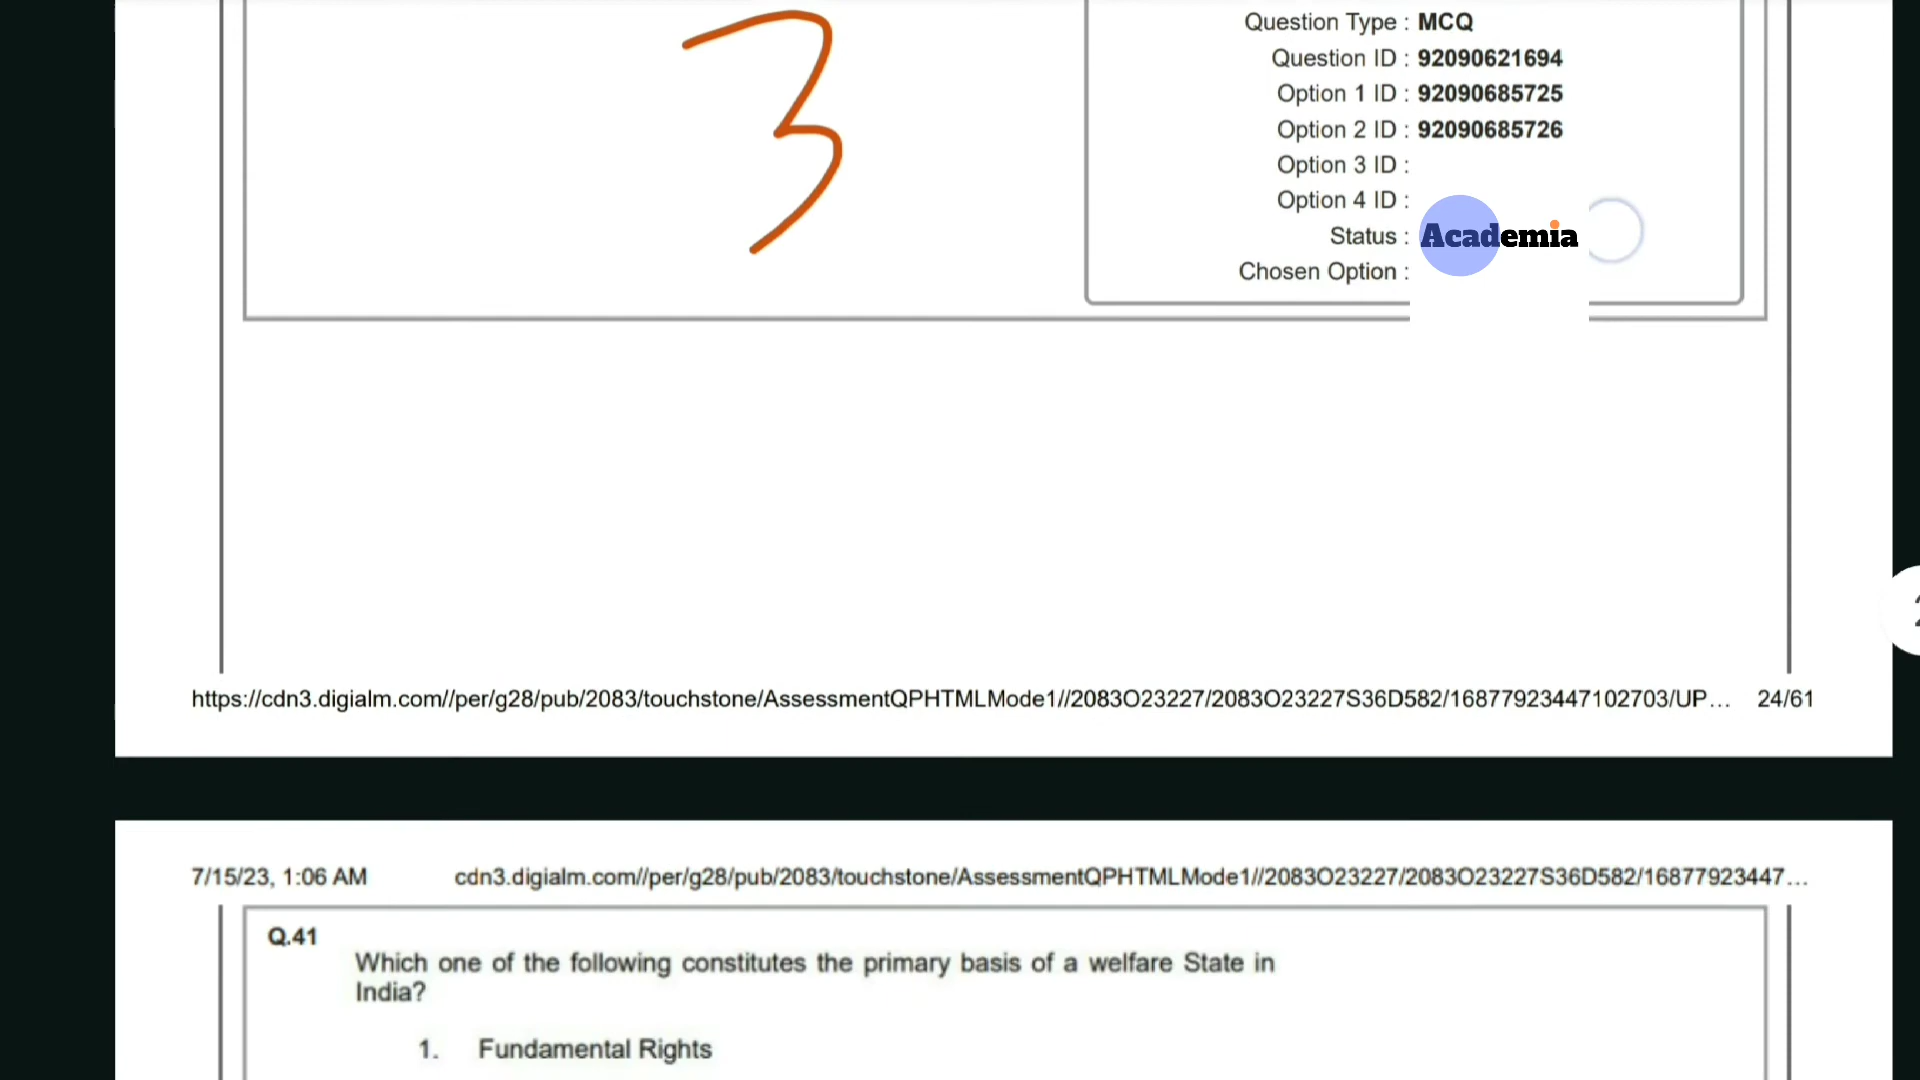 3
Question Type : MCQ
Question ID : 92090621694
Option 1 ID : 92090685725
Option 2 ID : 92090685726
Option 3 ID :
Option 4 ID :
Status :
Academia
Chosen Option :
https://cdn3.digialm.com//per/g28/pub/2083/touchstone/AssessmentQPHTMLMode1//2083O23227/2083O23227S36D582/16877923447102703/UP... 24/61
7/15/23, 1:06 AM cdn3.digialm.com//per/g28/pub/2083/touchstone/AssessmentQPHTMLMode1//2083O23227/2083O23227S36D582/16877923447...
Q.41
Which one of the following constitutes the primary basis of a welfare State in
India?
1. Fundamental Rights